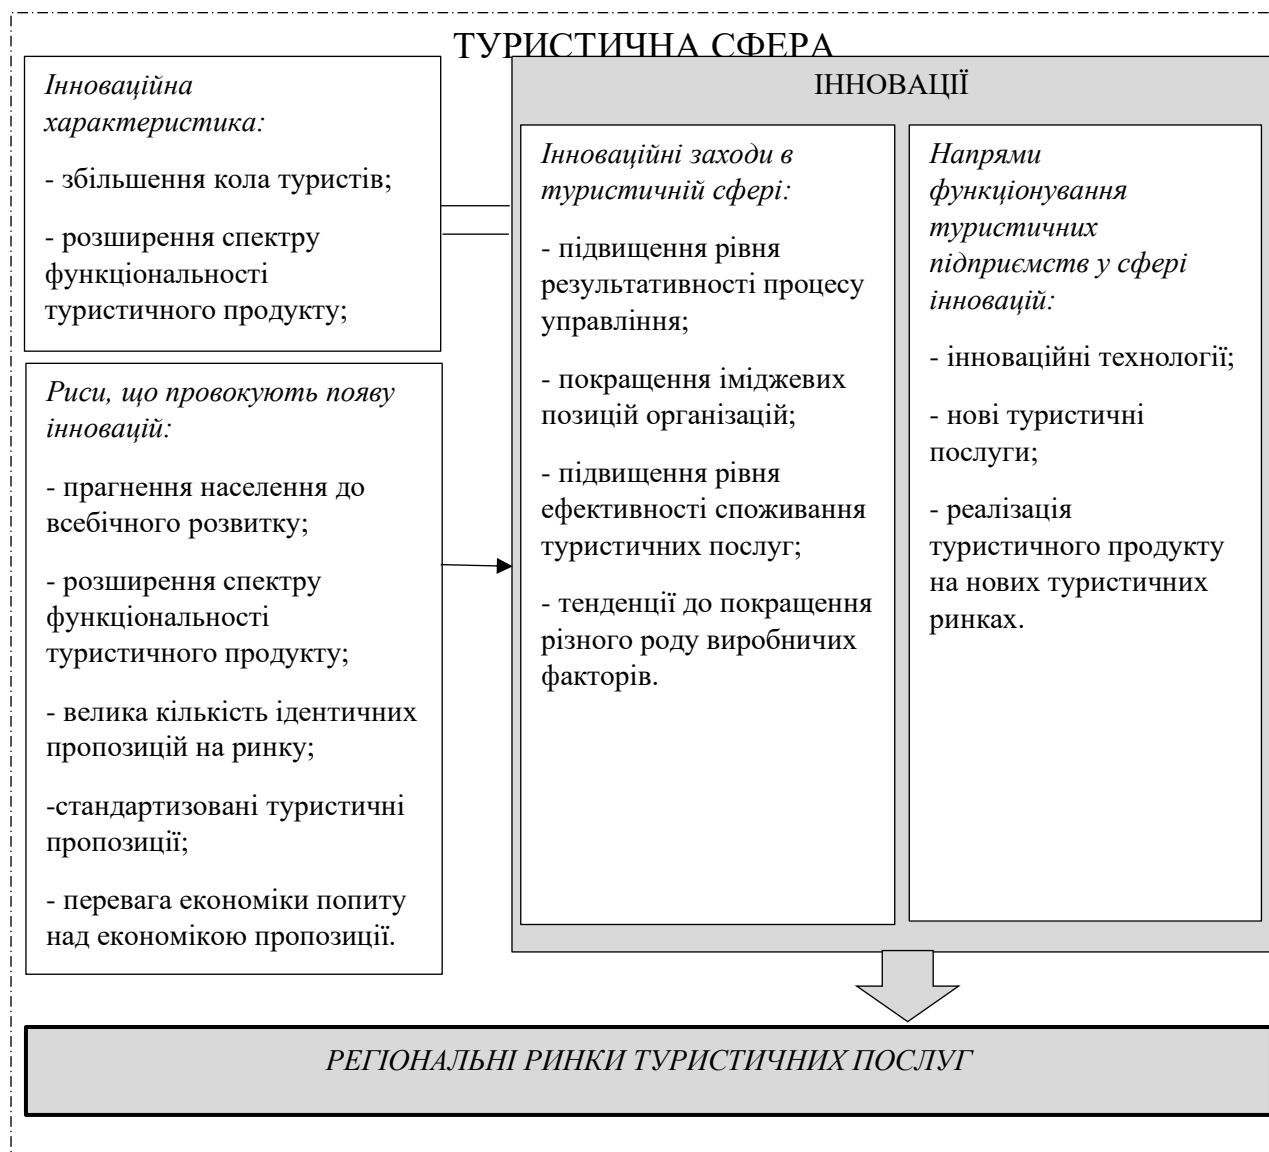 ТУРИСТИЧНА СФЕРА
Інноваційна
характеристика:
- збільшення кола туристів;
- розширення спектру
функціональності
туристичного продукту;
Риси, що провокують появу
інновацій:
- прагнення населення до
всебічного розвитку;
- розширення спектру
функціональності
туристичного продукту;
- велика кількість ідентичних
пропозицій на ринку;
-стандартизовані туристичні
пропозиції;
- перевага економіки попиту
над економікою пропозиції.
ІННОВАЦІЇ
Інноваційні заходи в
туристичній сфері:
- підвищення рівня
результативності процесу
управління;
- покращення іміджевих
позицій організацій;
- підвищення рівня
ефективності споживання
туристичних послуг;
- тенденції до покращення
різного роду виробничих
факторів.
Напрями
функціонування
туристичних
підприємств у сфері
інновацій:
- інноваційні технології;
- нові туристичні
послуги;
- реалізація
туристичного продукту
на нових туристичних
ринках.
РЕГІОНАЛЬНІ РИНКИ ТУРИСТИЧНИХ ПОСЛУГ